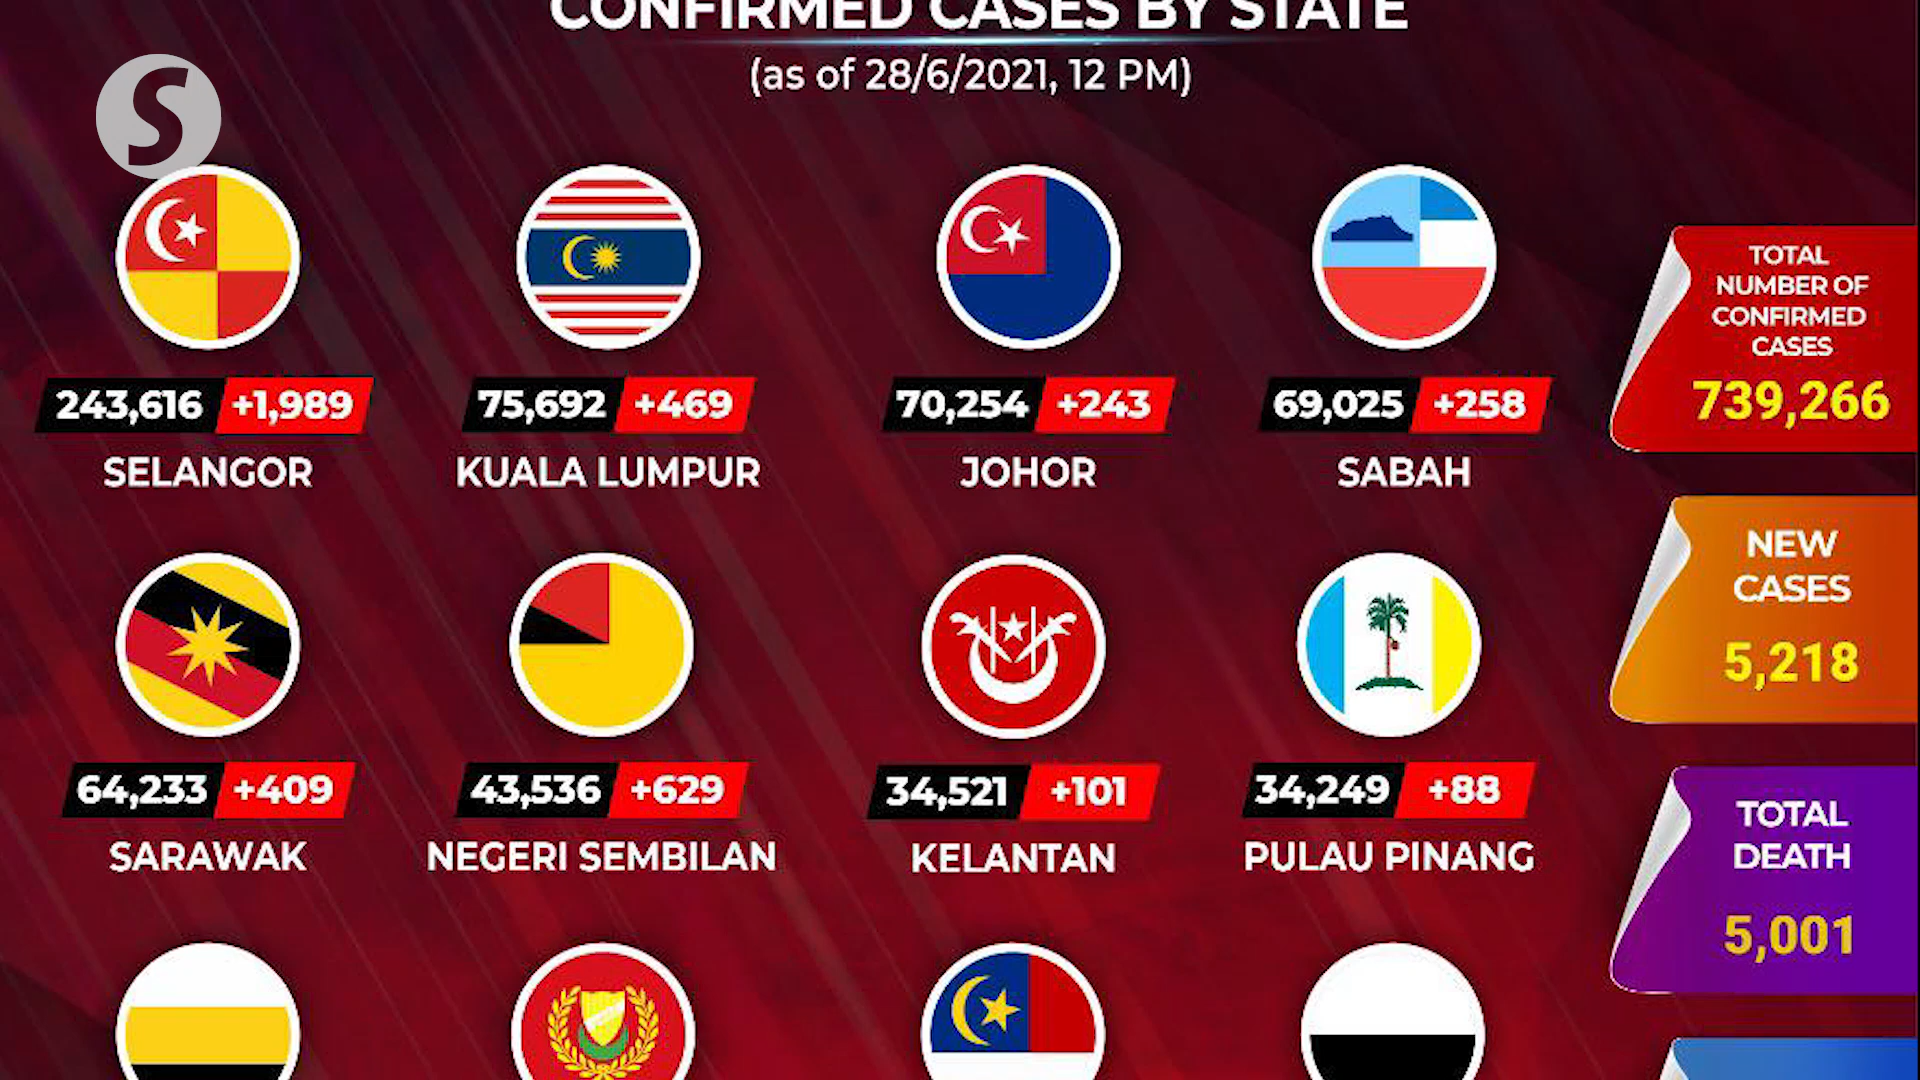 CONFIRMED CASES BY STATE
(as of 28/6/2021, 12 PM)
S
243,616 +1,989
SELANGOR
75,692 +469
KUALA LUMPUR
70,254 +243
JOHOR
69,025 +258
SABAH
64,233 +409
SARAWAK
43,536 +629
NEGERI SEMBILAN
34,521 +101
KELANTAN
34,249 +88
PULAU PINANG
TOTAL
NUMBER OF
CONFIRMED
CASES
739,266
NEW
CASES
5,218
TOTAL
DEATH
5,001